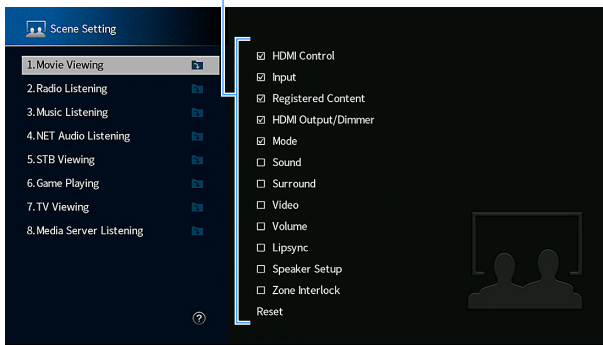 Scene Setting
1.Movie Viewing
2.Radio Listening
3.Music Listening
4.NET Audio Listening
5.STB Viewing
6.Game Playing
7.TV Viewing
8.Media Server Listening
?
HDMI Control
Input
Registered Content
HDMI Output/Dimmer
Mode
Sound
Surround
Video
Volume
Lipsync
Speaker Setup
Zone Interlock
Reset